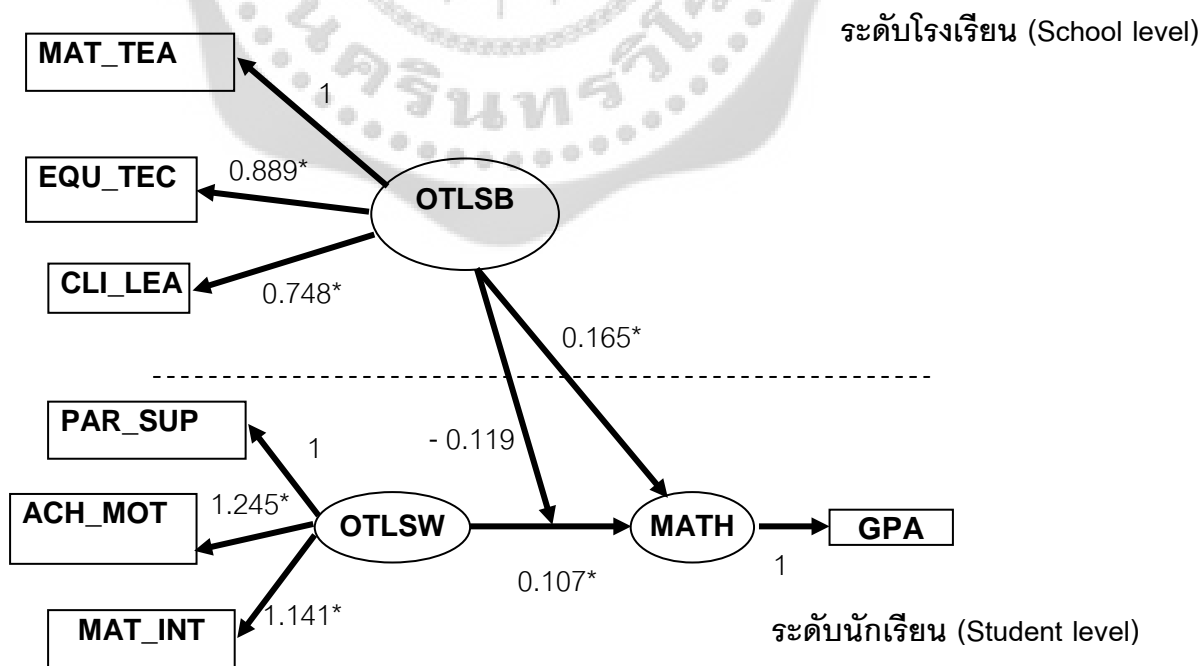 ระดับโรงเรียน (School level)
MAT_TEA
1
EQU_TEC
0.889*
OTLSB
CLI_LEA
0.748*
0.165*
PAR_SUP
1
- 0.119
ACH_MOT
1.245*
OTLSW
MATH
GPA
0.107*
1
MAT_INT
1.141*
ระดับนักเรียน (Student level)